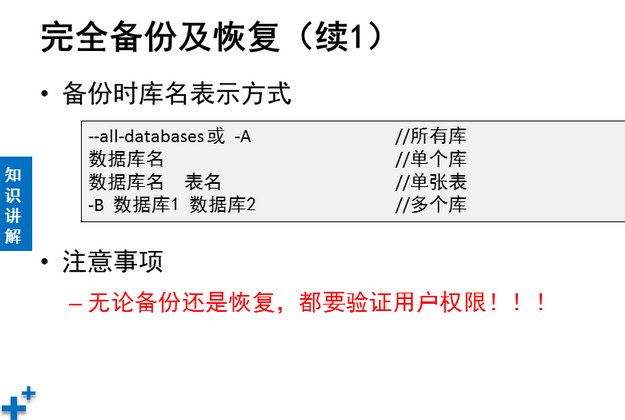 完全备份及恢复（续1）
• 备份时库名表示方式
--all-databases 或 -A //所有库
数据库名 //单个库
数据库名 表名 //单张表
-B 数据库1 数据库2 //多个库
知识讲解
• 注意事项
– 无论备份还是恢复，都要验证用户权限！！！